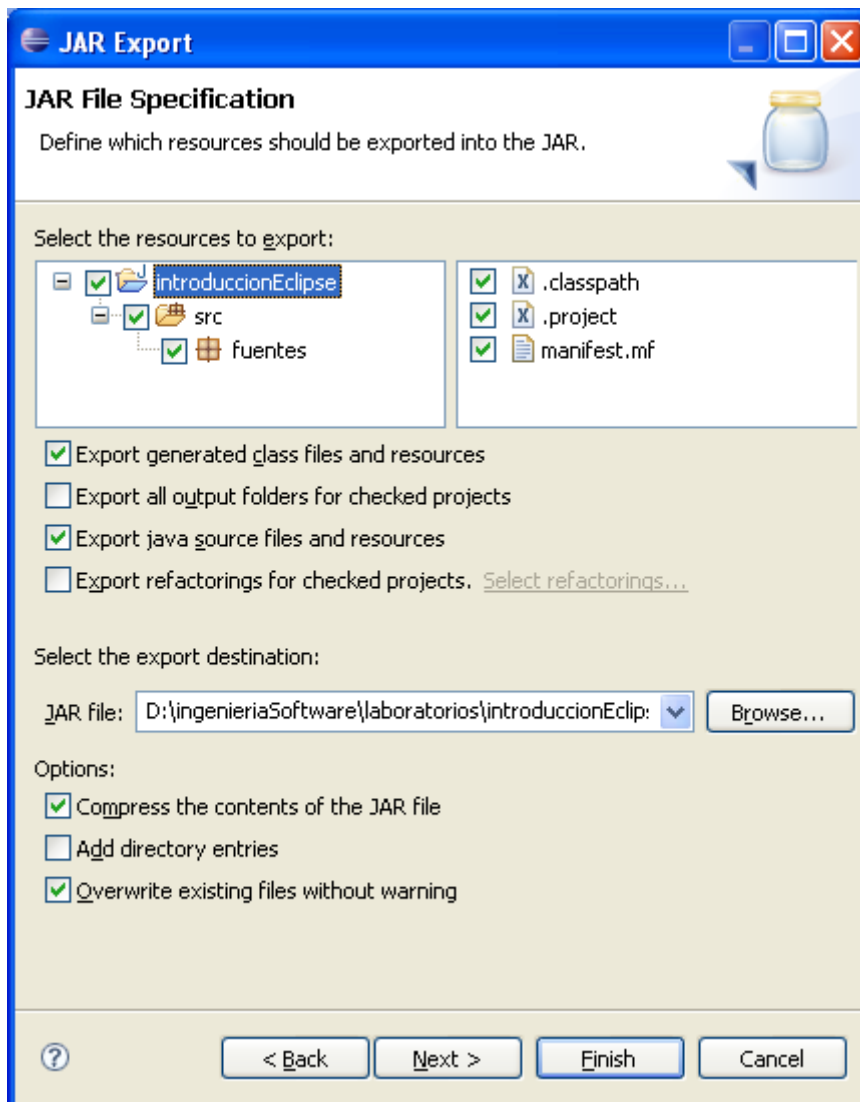 JAR Export
JAR File Specification
Define which resources should be exported into the JAR.
Select the resources to export:
introduccionEclipse
src
fuentes
.classpath
.project
manifest.mf
Export generated class files and resources
Export all output folders for checked projects
Export java source files and resources
Export refactorings for checked projects. Select refactorings...
Select the export destination:
JAR file: D:\ingenieriaSoftware\laboratorios\introduccionEclip Browse...
Options:
Compress the contents of the JAR file
Add directory entries
Overwrite existing files without warning
? < Back Next > Finish Cancel